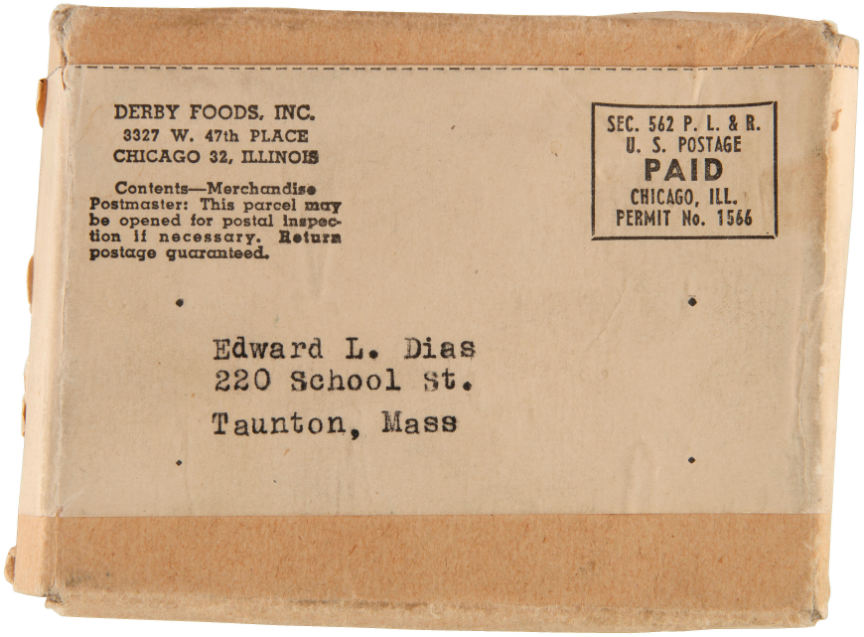 DERBY FOODS, INC.
3327 W. 47th PLACE
CHICAGO 32, ILLINOIS
Contents—Merchandise
Postmaster: This parcel may
be opened for postal inspec-
tion if necessary. Return
postage guaranteed.
SEC. 562 P. L. & R.
U. S. POSTAGE
PAID
CHICAGO, ILL.
PERMIT No. 1566
Edward L. Dias
220 School St.
Taunton, Mass